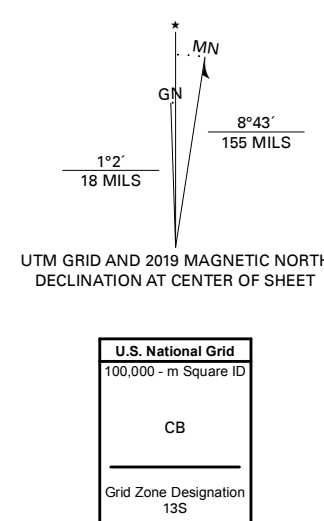 ★
MN
GN
8°43´
155 MILS
1°2´
18 MILS
UTM GRID AND 2019 MAGNETIC NORTH
DECLINATION AT CENTER OF SHEET
U.S. National Grid
100,000 - m Square ID
CB
Grid Zone Designation
13S